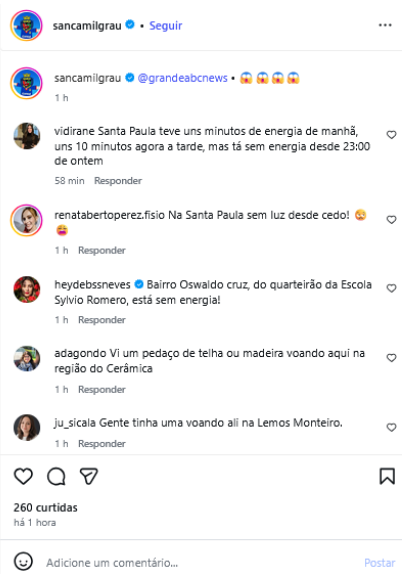 sancamilgrau • Seguir
sancamilgrau @grandeabcnews • 😱😱😱😱
1 h
vidirane Santa Paula teve uns minutos de energia de manhã,
uns 10 minutos agora a tarde, mas tá sem energia desde 23:00
de ontem
58 min Responder
renatabertoperez.fisio Na Santa Paula sem luz desde cedo!
1 h Responder
heydebssneves Bairro Oswaldo cruz, do quarteirão da Escola
Sylvio Romero, está sem energia!
1 h Responder
adagondo Vi um pedaço de telha ou madeira voando aqui na
região do Cerâmica
1 h Responder
ju_sicala Gente tinha uma voando ali na Lemos Monteiro.
1 h Responder
260 curtidas
há 1 hora
Adicione um comentário...
Postar